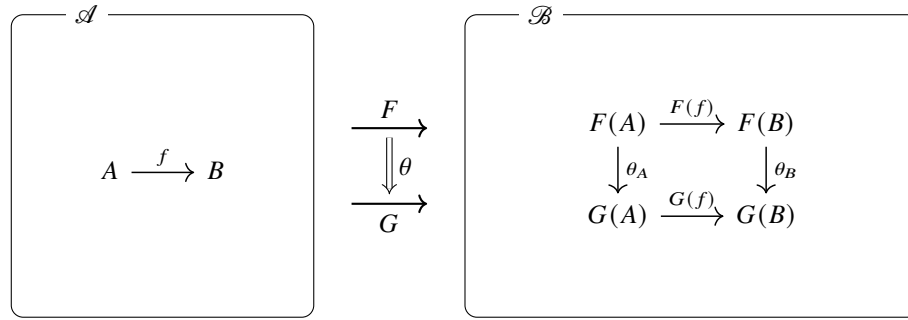 𝒜
ℬ
F
F(A) F(f) F(B)
A f B
θ
θ_A θ_B
G(A) G(f) G(B)
G